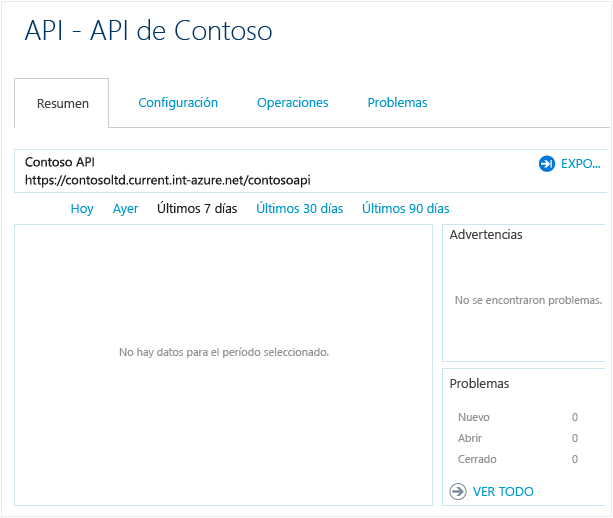 API - API de Contoso
Resumen Configuración Operaciones Problemas
Contoso API
EXPO...
https://contosoltd.current.int-azure.net/contosoapi
Hoy Ayer Últimos 7 días Últimos 30 días Últimos 90 días
No hay datos para el período seleccionado.
Advertencias
No se encontraron problemas.
Problemas
Nuevo 0
Abrir 0
Cerrado 0
VER TODO